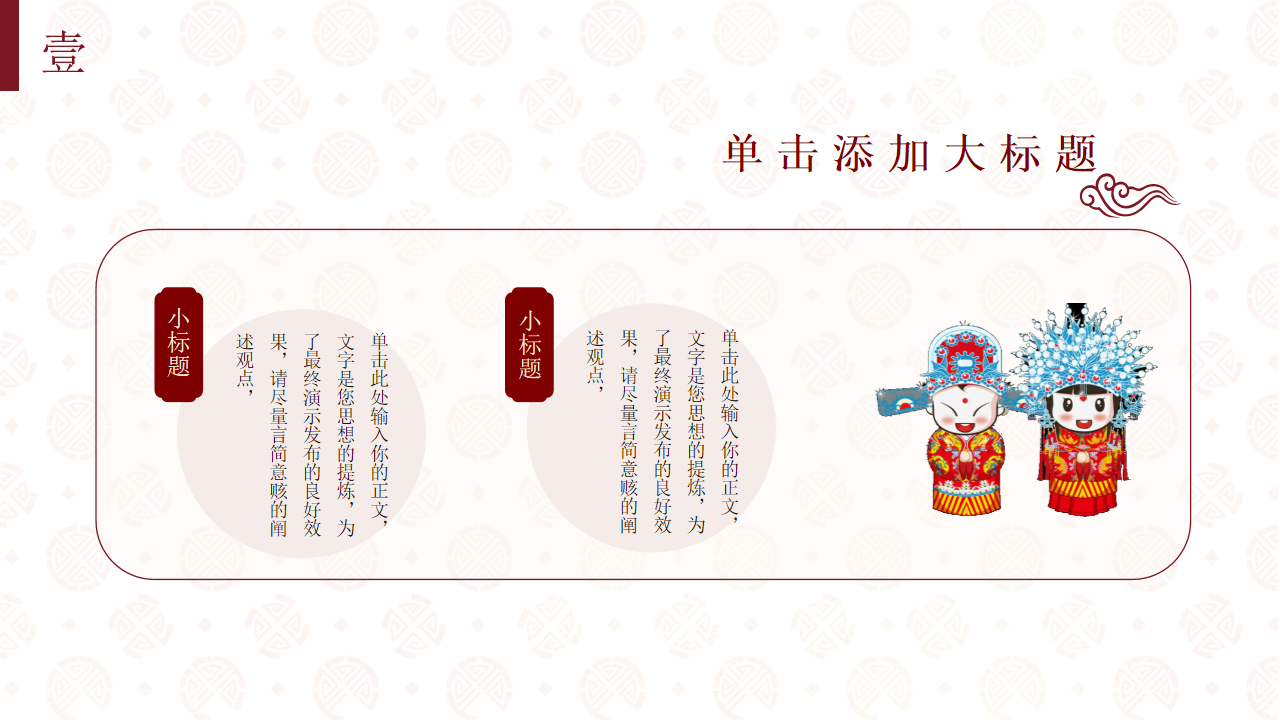 壹
单击添加大标题
小标题
单击此处输入你的正文，
文字是您思想的提炼，为
了最终演示发布的良好效
果，请尽量言简意赅的阐
述观点，
小标题
单击此处输入你的正文，
文字是您思想的提炼，为
了最终演示发布的良好效
果，请尽量言简意赅的阐
述观点，